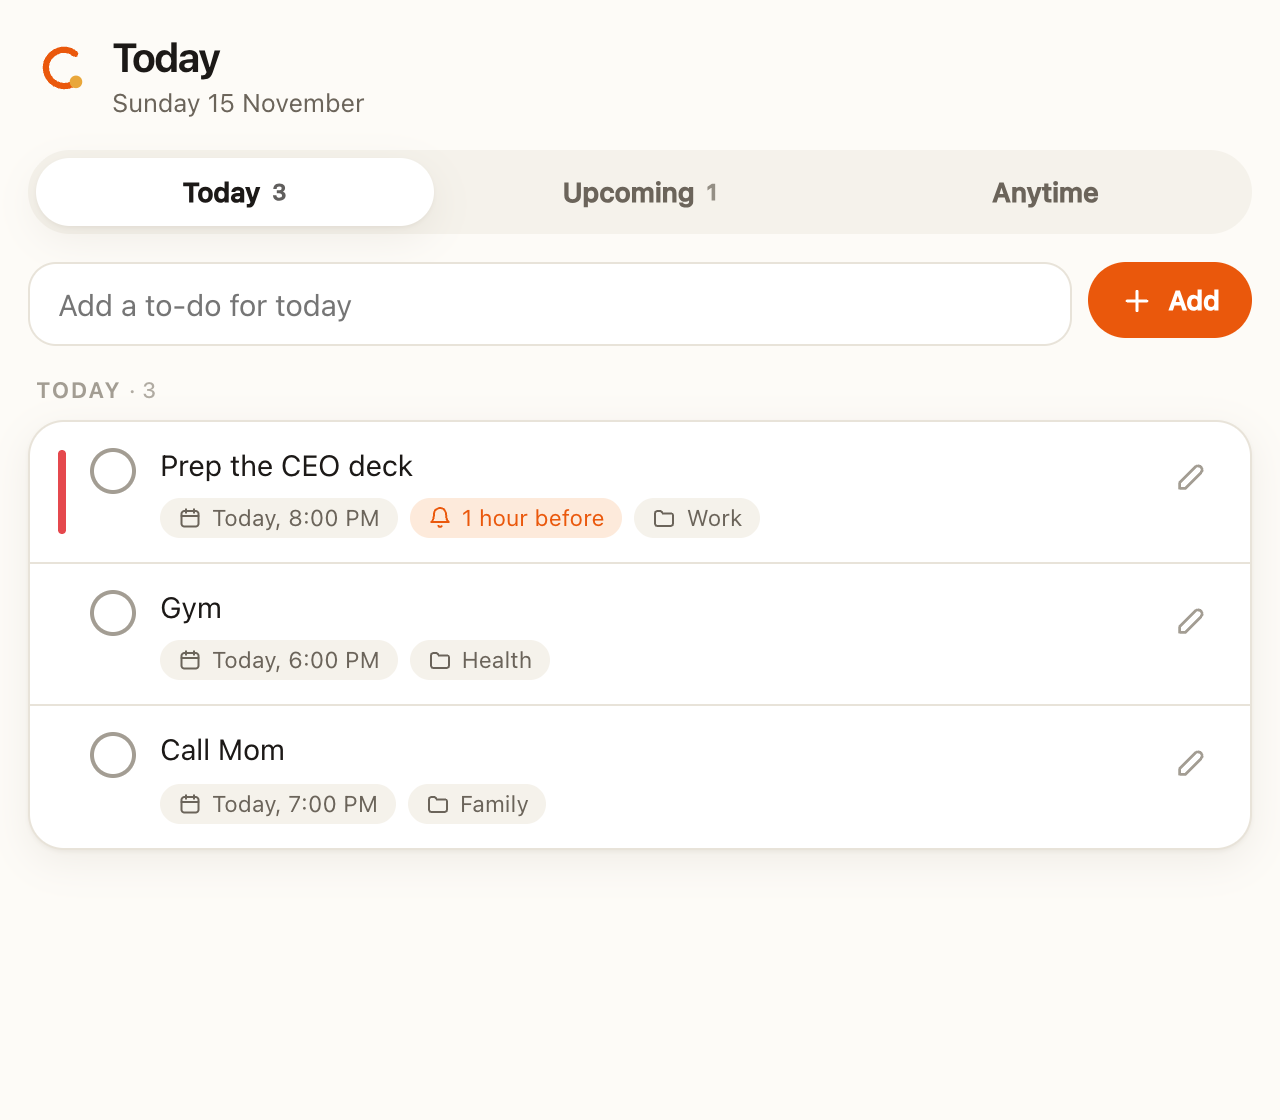 Today
Sunday 15 November
Today 3 Upcoming 1 Anytime
Add a to-do for today
Add
TODAY · 3
Prep the CEO deck
Today, 8:00 PM 1 hour before Work
Gym
Today, 6:00 PM Health
Call Mom
Today, 7:00 PM Family